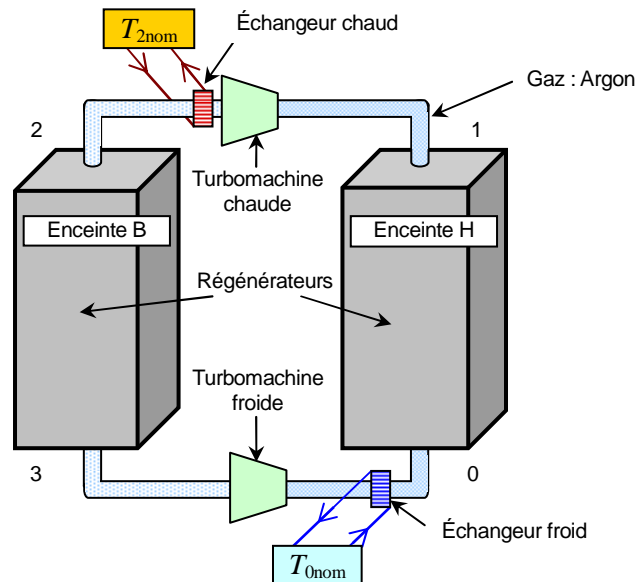 T2nom
Échangeur chaud
Gaz : Argon
2
1
Turbomachine
chaude
Enceinte B
Enceinte H
Régénérateurs
Turbomachine
froide
3
0
Échangeur froid
T0nom